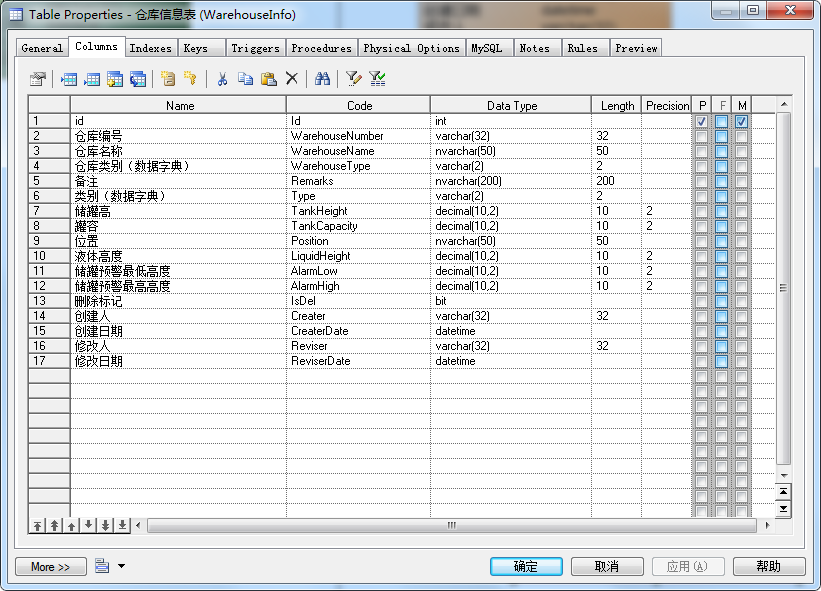 Table Properties - 仓库信息表 (WarehouseInfo)
General Columns Indexes Keys Triggers Procedures Physical Options MySQL Notes Rules Preview
Name Code Data Type Length Precision P F M
1 id Id int
2 仓库编号 WarehouseNumber varchar(32) 32
3 仓库名称 WarehouseName nvarchar(50) 50
4 仓库类别（数据字典） WarehouseType varchar(2) 2
5 备注 Remarks nvarchar(200) 200
6 类别（数据字典） Type varchar(2) 2
7 储罐高 TankHeight decimal(10,2) 10 2
8 罐容 TankCapacity decimal(10,2) 10 2
9 位置 Position nvarchar(50) 50
10 液体高度 LiquidHeight decimal(10,2) 10 2
11 储罐预警最低高度 AlarmLow decimal(10,2) 10 2
12 储罐预警最高高度 AlarmHigh decimal(10,2) 10 2
13 删除标记 IsDel bit
14 创建人 Creater varchar(32) 32
15 创建日期 CreaterDate datetime
16 修改人 Reviser varchar(32) 32
17 修改日期 ReviserDate datetime
More >> 确定 取消 应用(A) 帮助